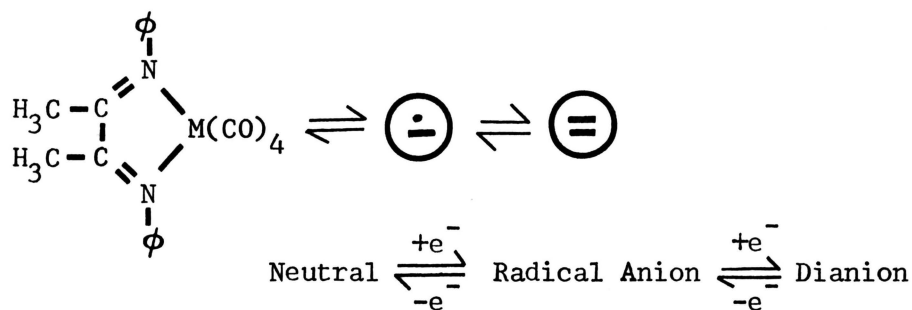 ϕ
N
H₃C-C
M(CO)₄ ⇌ ∸ ⇌ =
H₃C-C
N
ϕ
+e⁻ +e⁻
Neutral ⇌ Radical Anion ⇌ Dianion
-e⁻ -e⁻